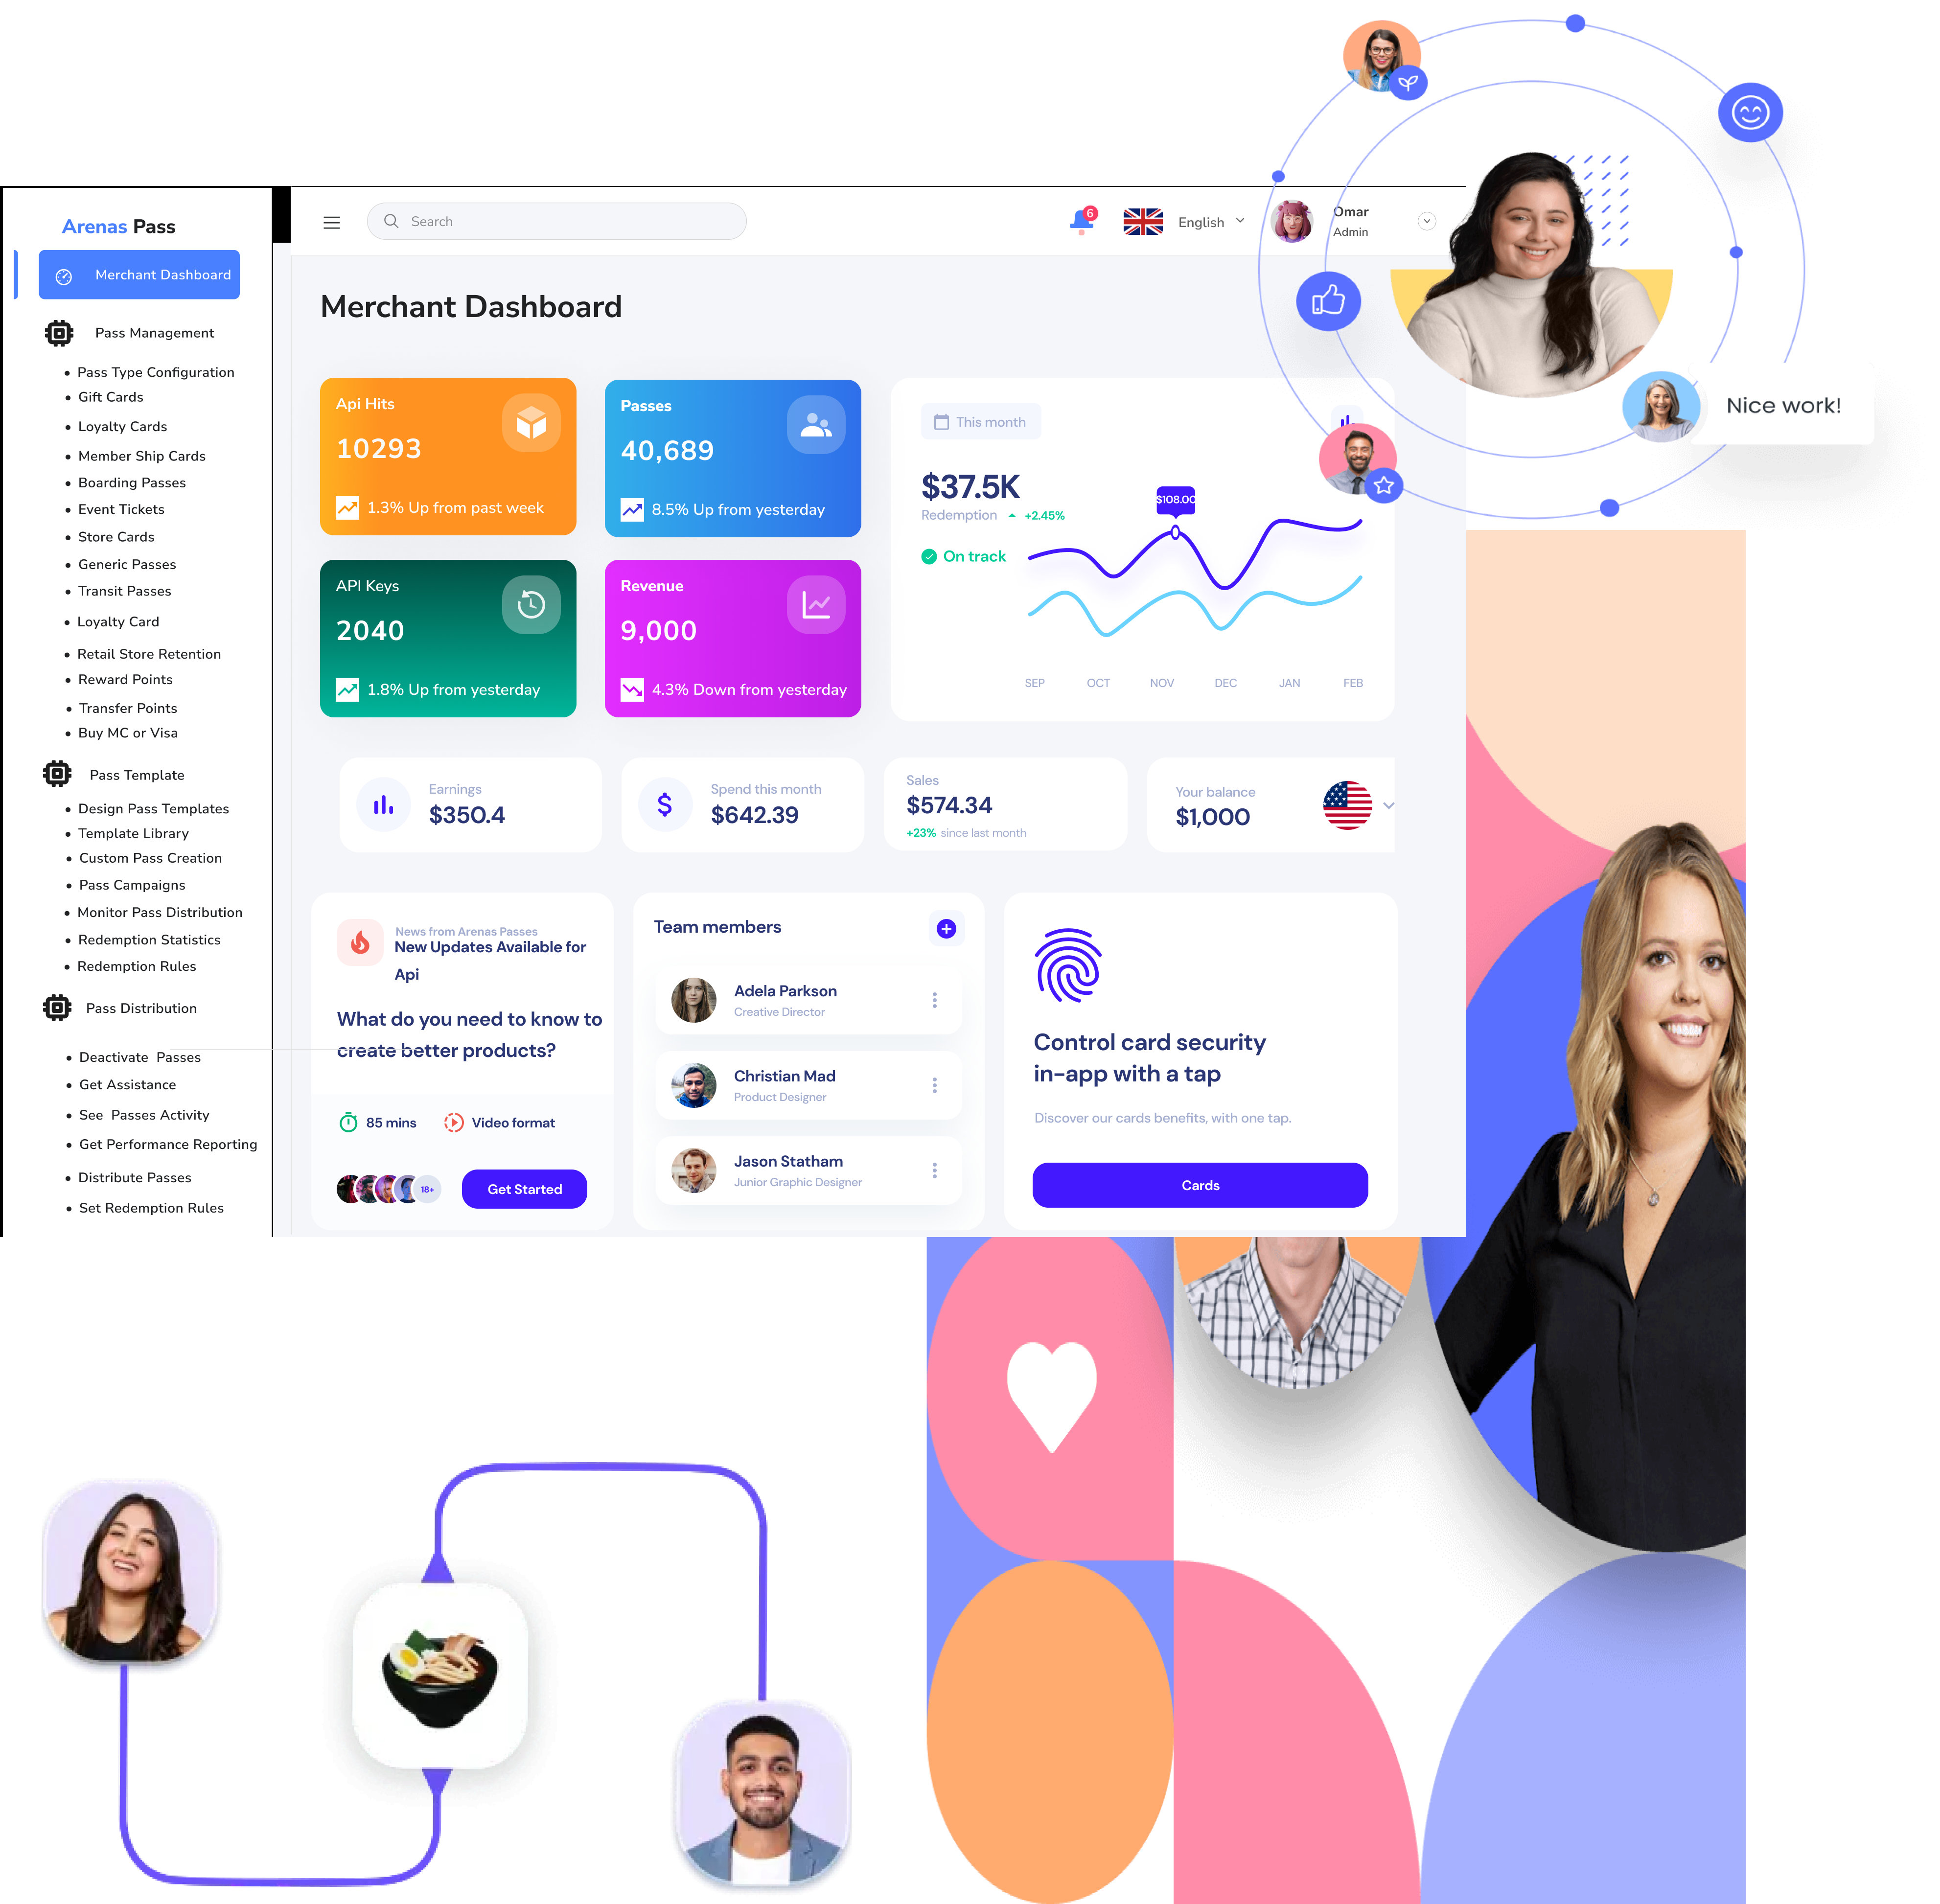 Arenas Pass
Merchant Dashboard
Pass Management
Pass Type Configuration
Gift Cards
Loyalty Cards
Member Ship Cards
Boarding Passes
Event Tickets
Store Cards
Generic Passes
Transit Passes
Loyalty Card
Retail Store Retention
Reward Points
Transfer Points
Buy MC or Visa
Pass Template
Design Pass Templates
Template Library
Custom Pass Creation
Pass Campaigns
Monitor Pass Distribution
Redemption Statistics
Redemption Rules
Pass Distribution
Deactivate  Passes
Get Assistance
See  Passes Activity
Get Performance Reporting
Distribute Passes
Set Redemption Rules
Search
6
English
Omar
Admin
Merchant Dashboard
Api Hits
10293
1.3% Up from past week
Passes
40,689
8.5% Up from yesterday
API Keys
2040
1.8% Up from yesterday
Revenue
9,000
4.3% Down from yesterday
This month
$37.5K
Redemption +2.45%
On track
$108.00
SEP OCT NOV DEC JAN FEB
Nice work!
Earnings
$350.4
Spend this month
$642.39
Sales
$574.34
+23% since last month
Your balance
$1,000
News from Arenas Passes
New Updates Available for
Api
What do you need to know to
create better products?
85 mins
Video format
18+
Get Started
Team members
Adela Parkson
Creative Director
Christian Mad
Product Designer
Jason Statham
Junior Graphic Designer
Control card security
in-app with a tap
Discover our cards benefits, with one tap.
Cards